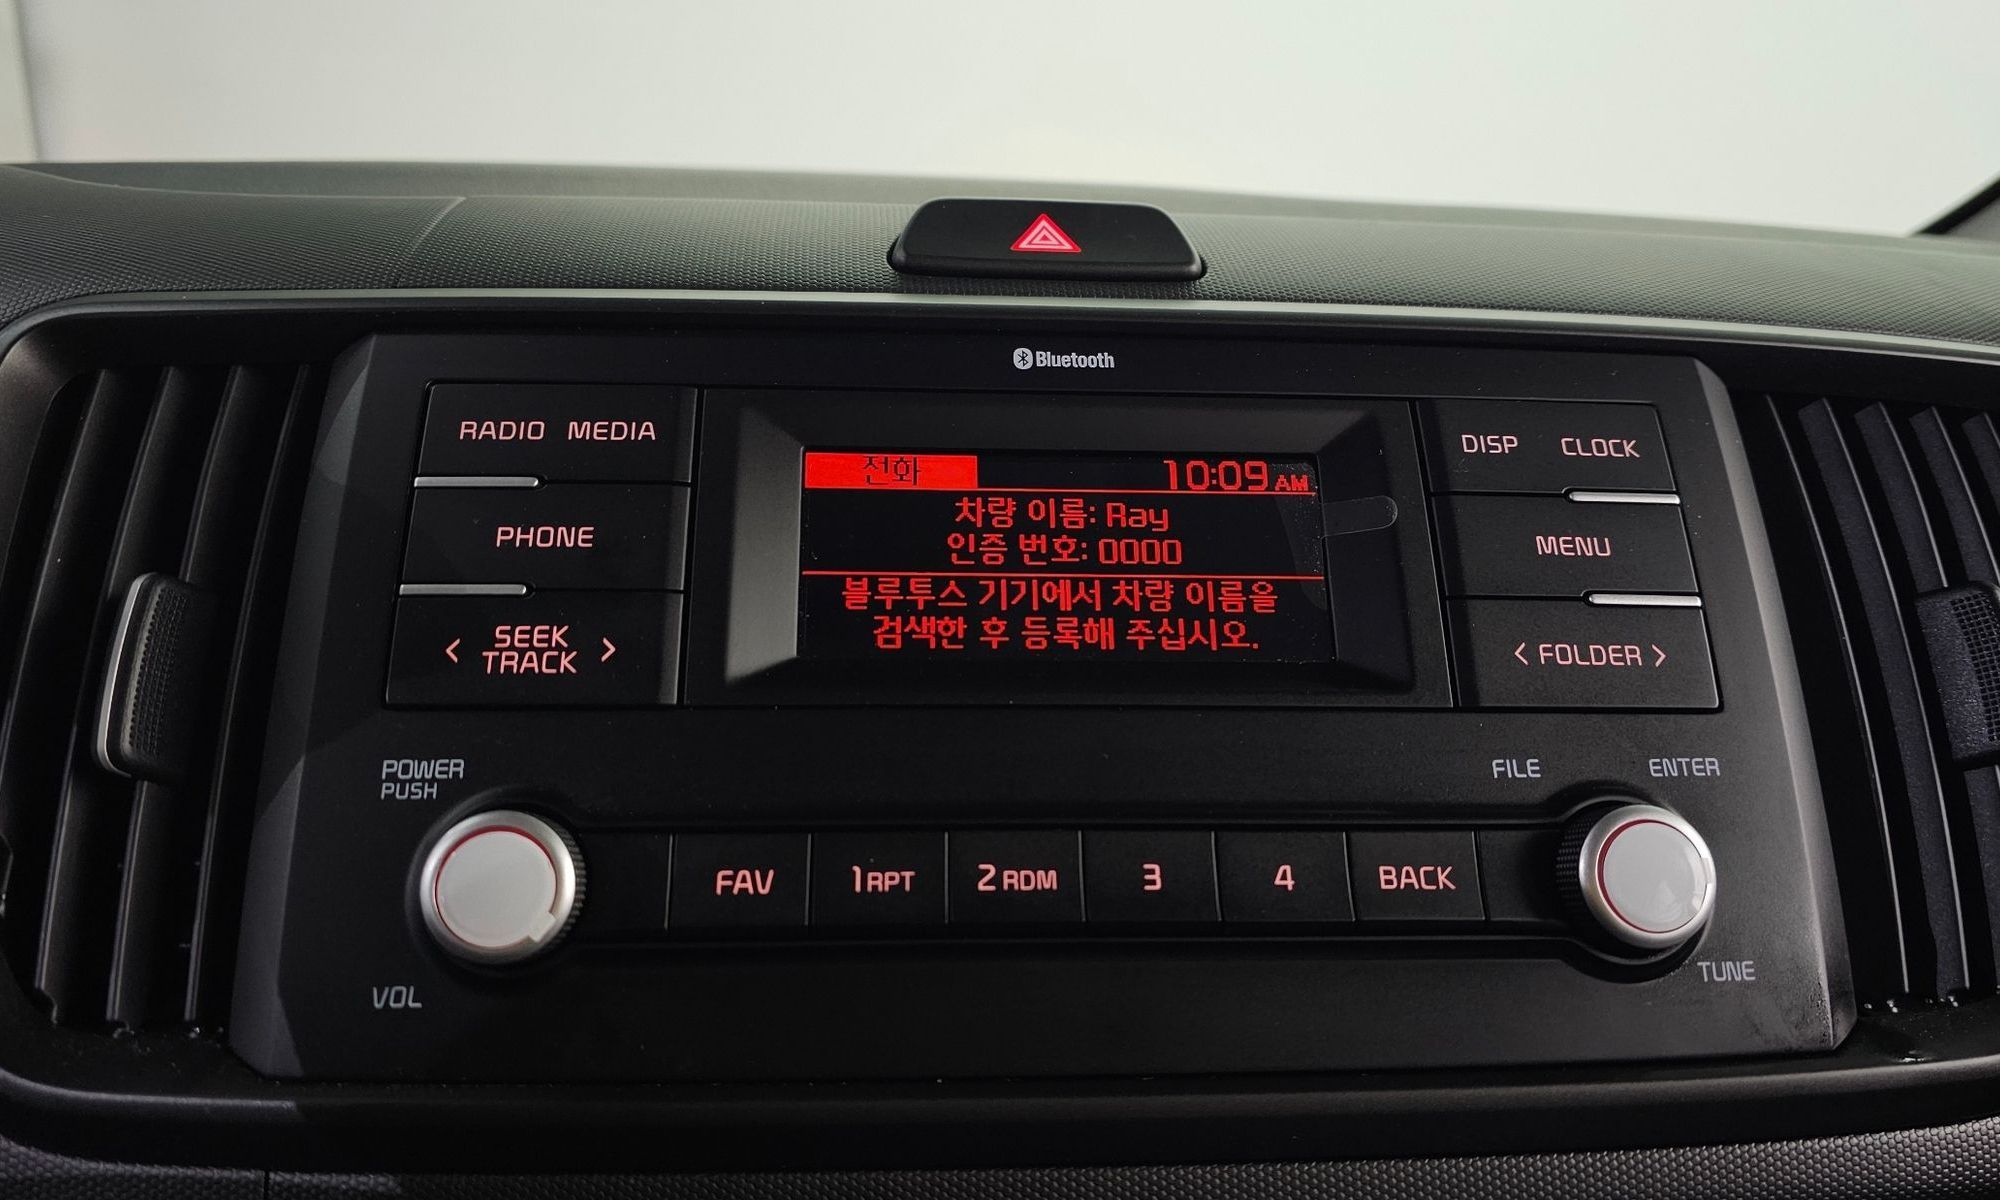 Bluetooth
RADIO MEDIA
PHONE
< SEEK TRACK >
전화 10:09 AM
차량 이름: Ray
인증 번호: 0000
블루투스 기기에서 차량 이름을
검색한 후 등록해 주십시오.
DISP CLOCK
MENU
< FOLDER >
POWER
PUSH
VOL
FAV 1 RPT 2 RDM 3 4 BACK
FILE ENTER
TUNE